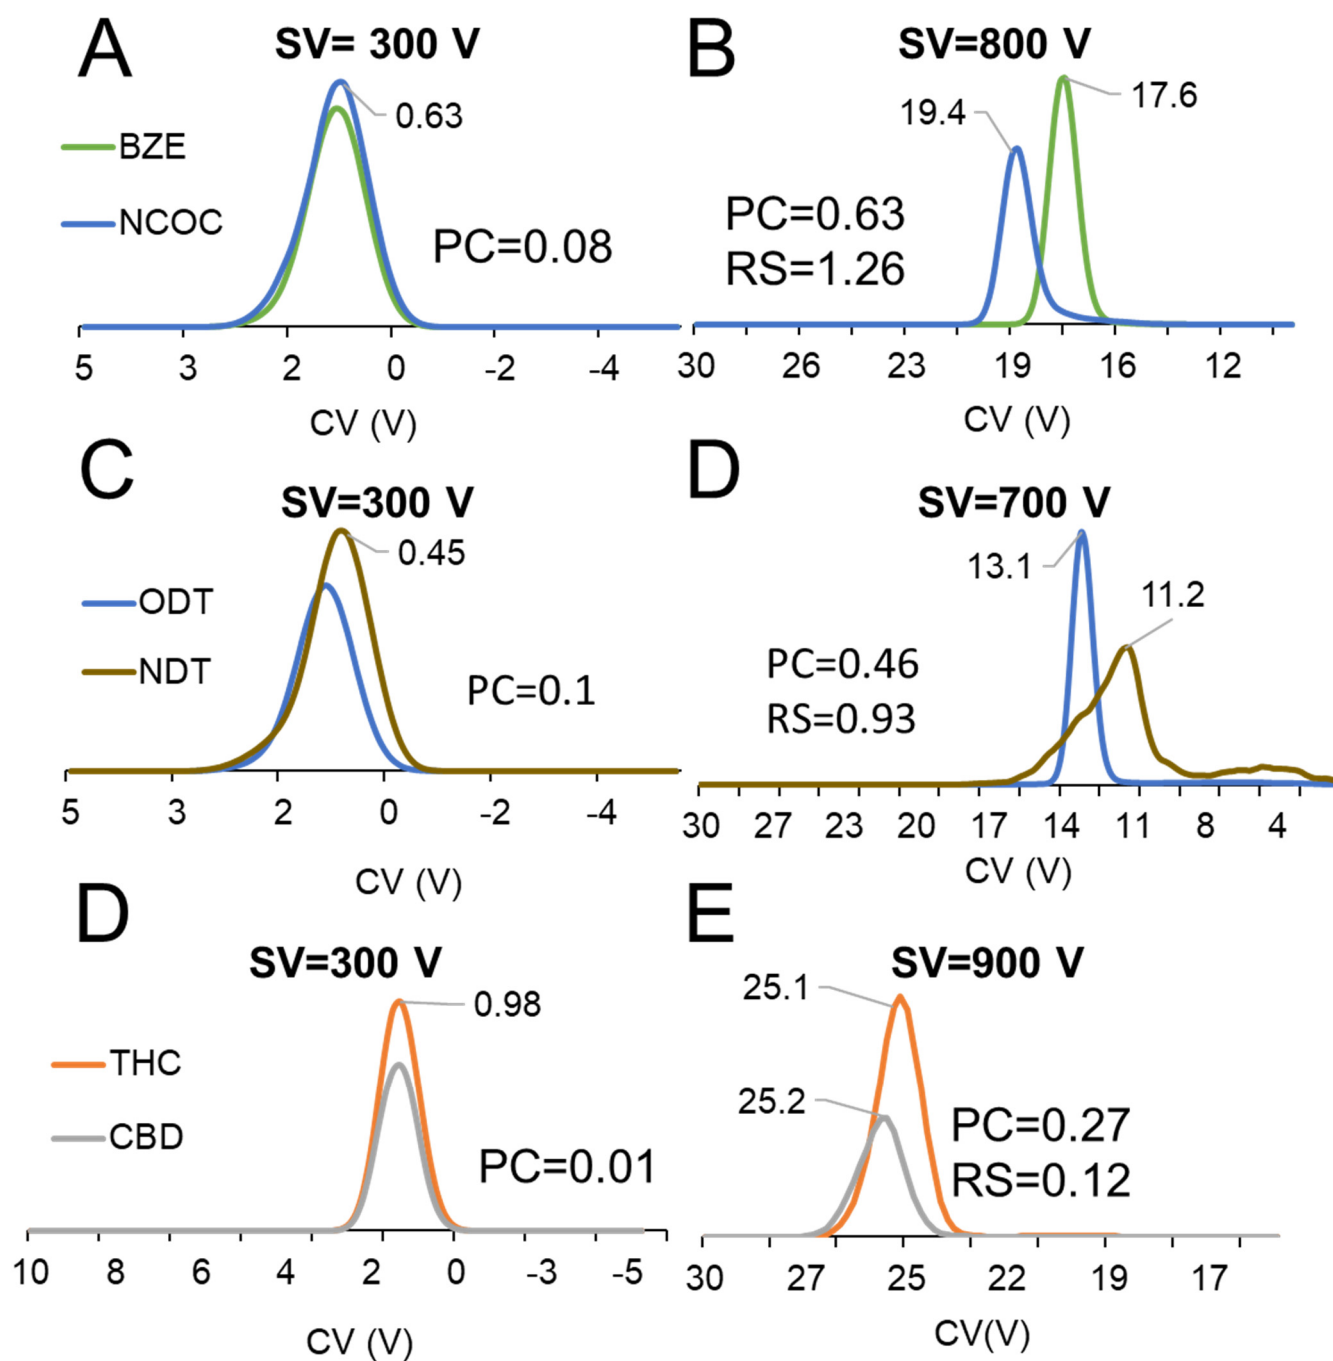 A
SV= 300 V
0.63
BZE
NCOC
PC=0.08
5 3 2 0 -2 -4
CV (V)
B
SV=800 V
19.4
17.6
PC=0.63
RS=1.26
30 26 23 19 16 12
CV (V)
C
SV=300 V
0.45
ODT
NDT
PC=0.1
5 3 2 0 -2 -4
CV (V)
D
SV=700 V
13.1
11.2
PC=0.46
RS=0.93
30 27 23 20 17 14 11 8 4
CV (V)
D
SV=300 V
0.98
THC
CBD
PC=0.01
10 8 6 4 2 0 -3 -5
CV (V)
E
SV=900 V
25.1
25.2
PC=0.27
RS=0.12
30 27 25 22 19 17
CV(V)